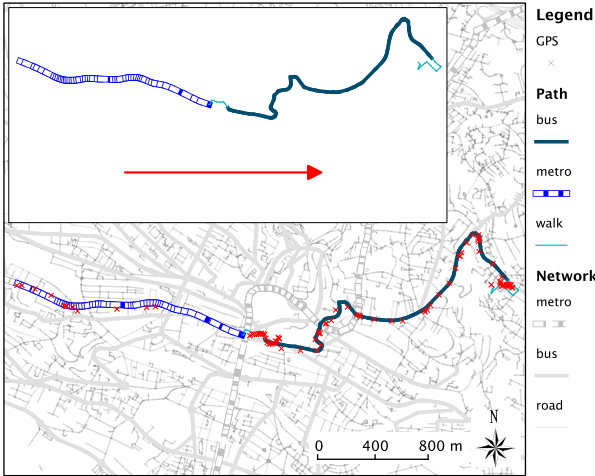 Legend
GPS
Path
bus
metro
walk
Network
metro
bus
road
N
0 400 800 m